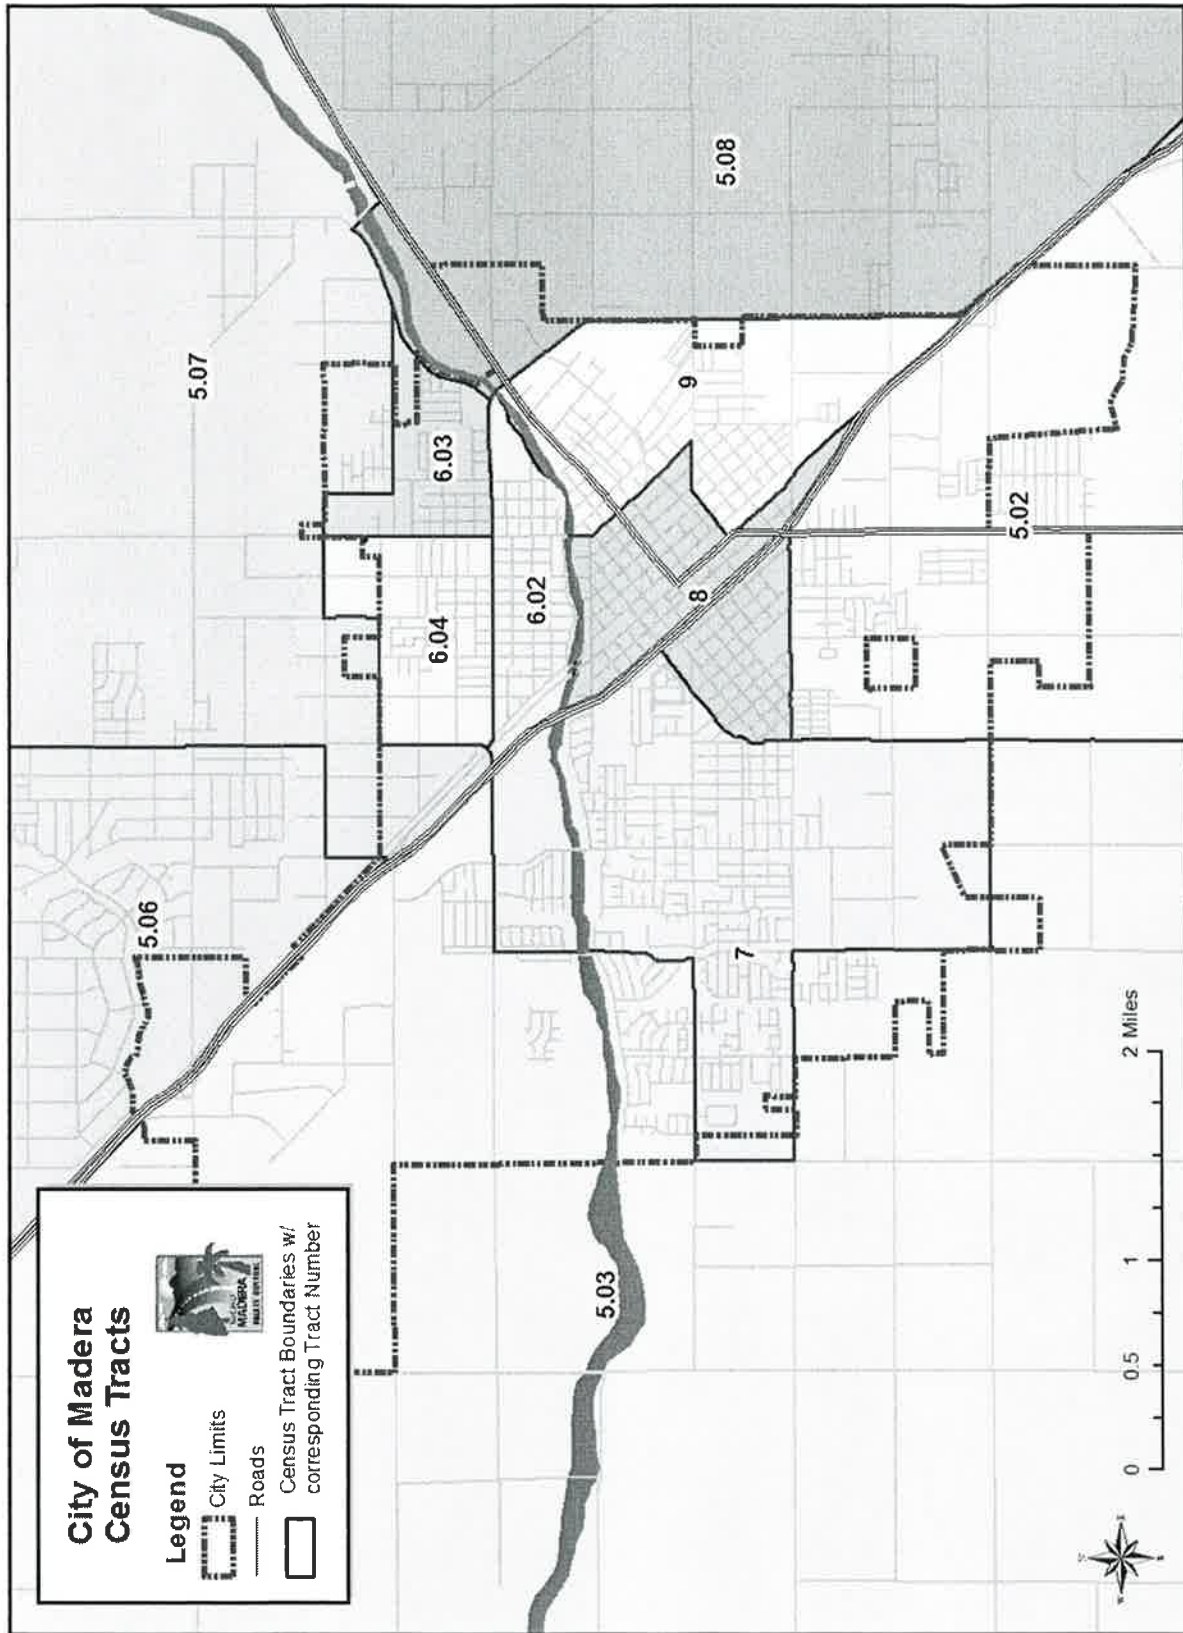 City of Madera
Census Tracts
Legend
City Limits
Roads
Census Tract Boundaries w/
corresponding Tract Number
MADERA
5.06
5.07
5.08
6.03
6.04
6.02
9
8
7
5.02
5.03
0 0.5 1 2 Miles